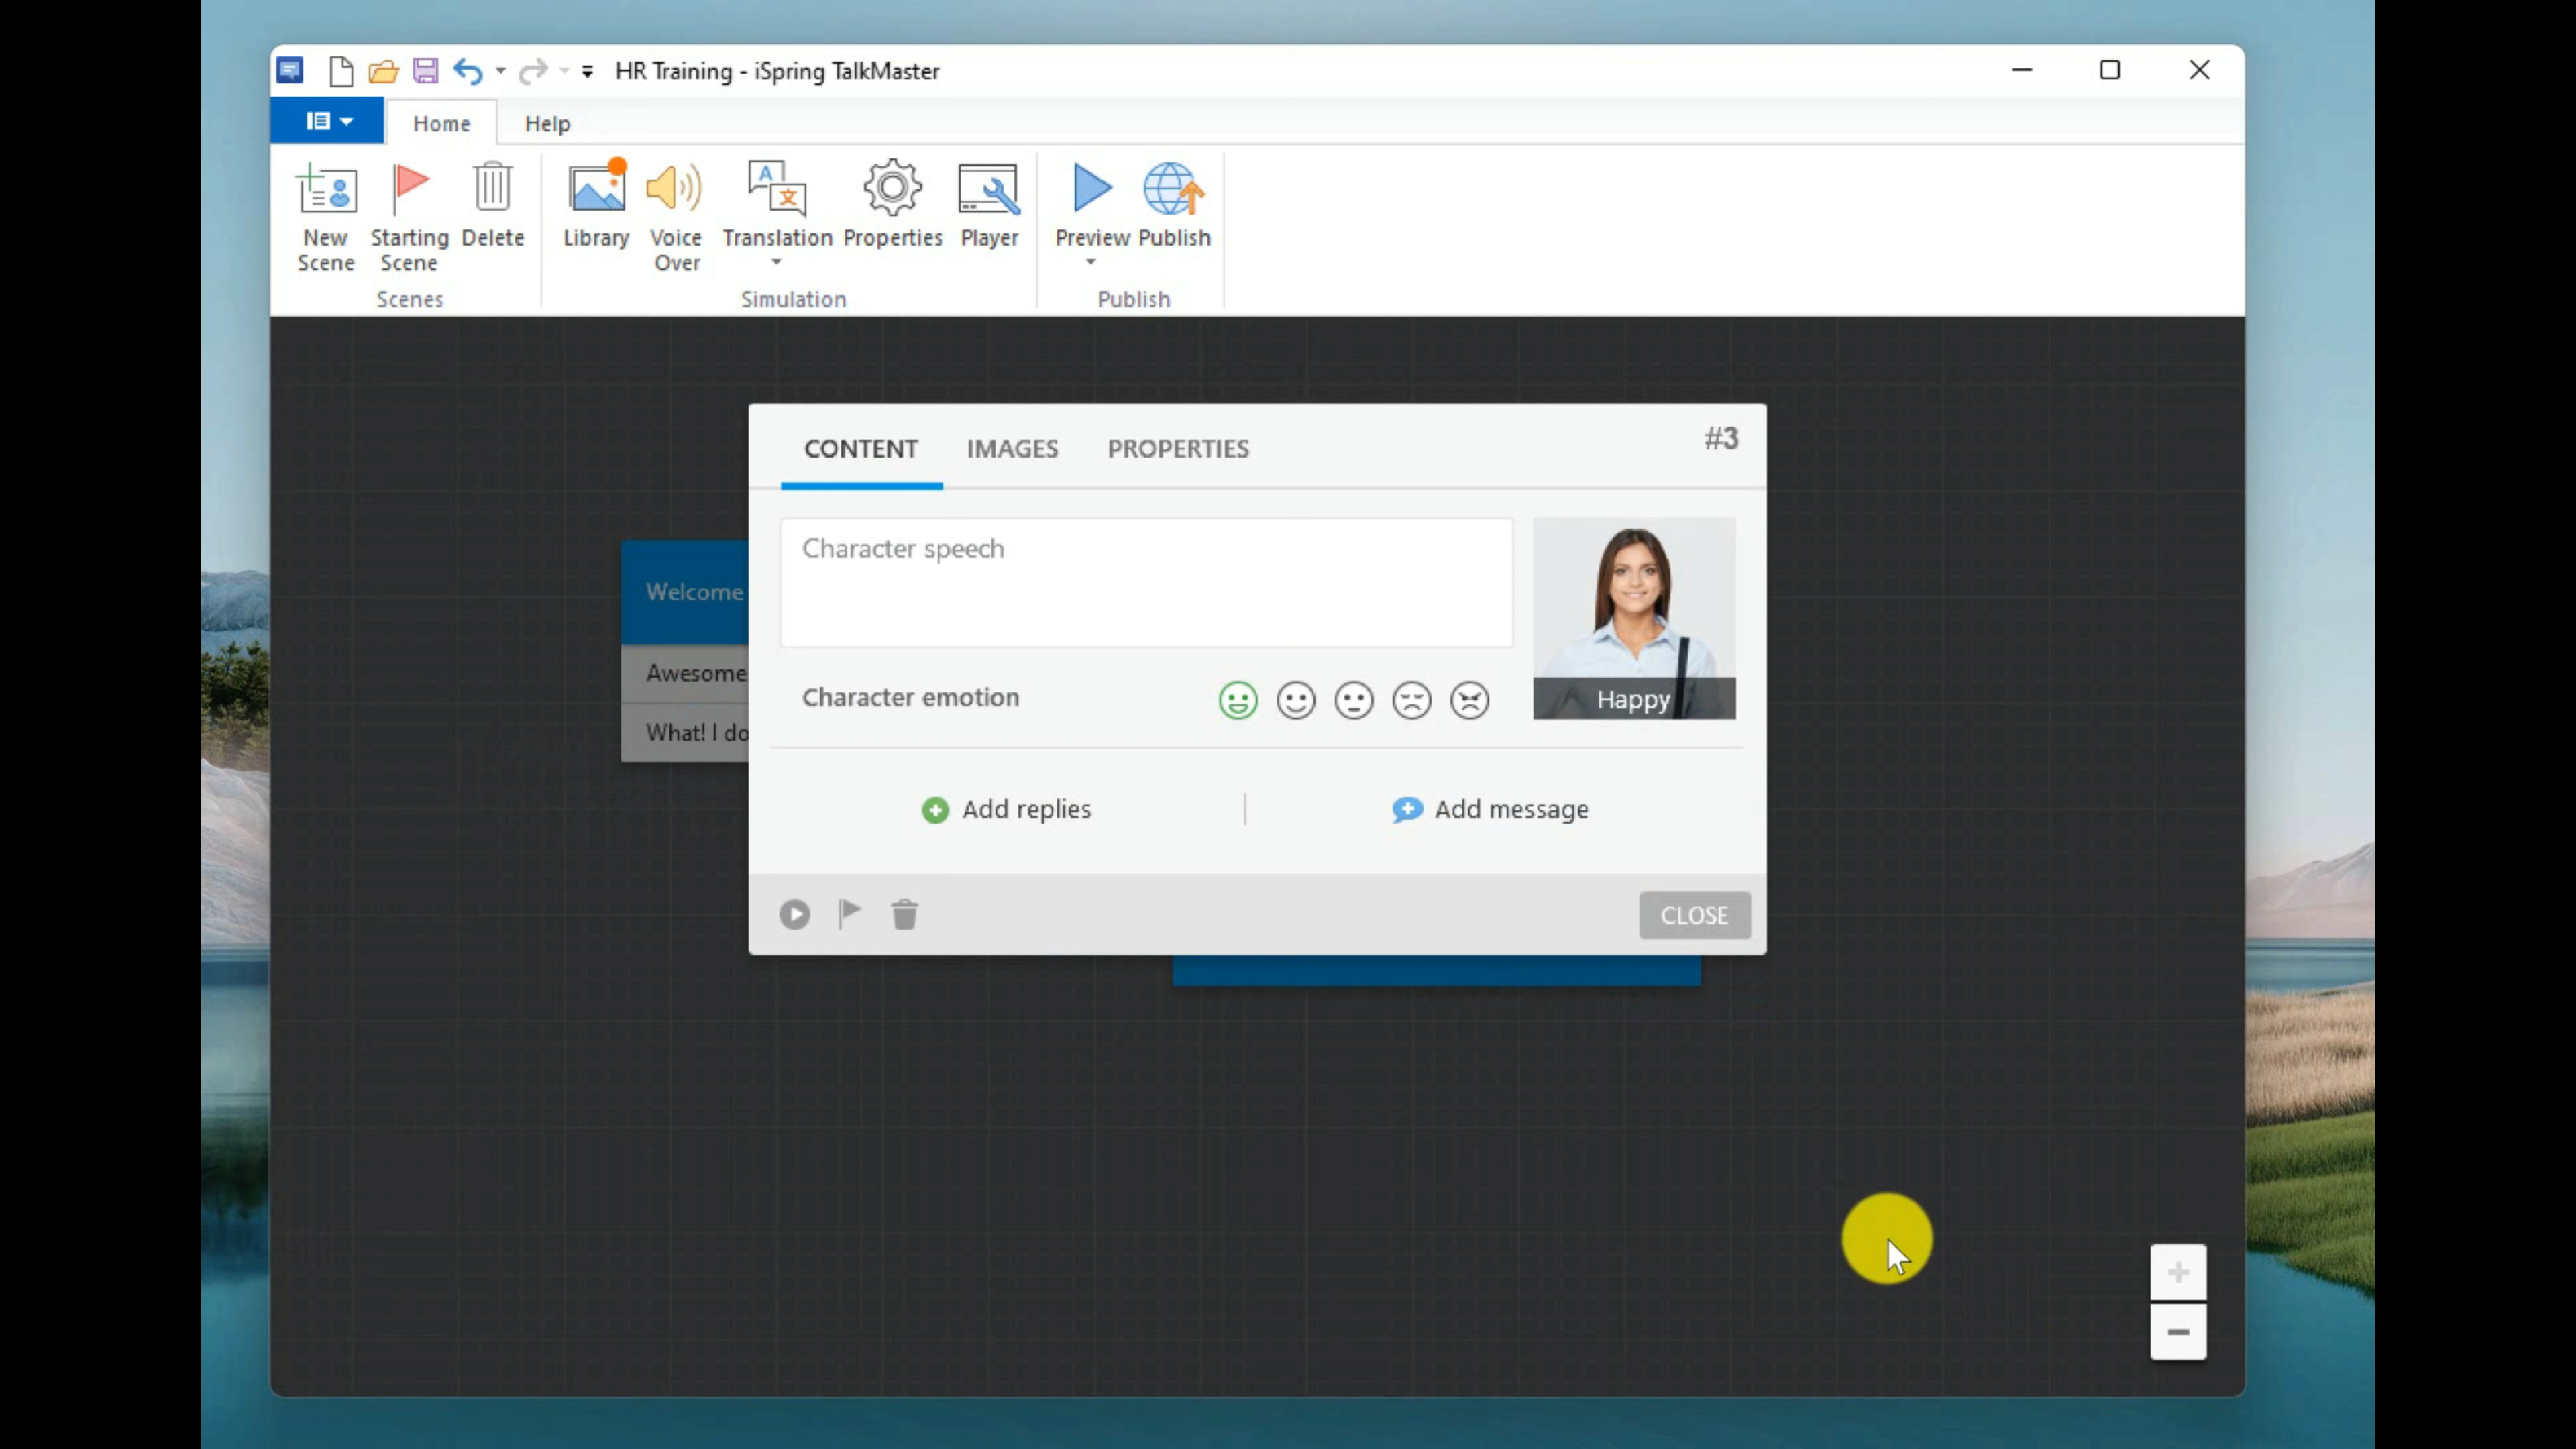 HR Training - iSpring TalkMaster
Home
Help
New Scene
Starting Scene
Delete
Library
Voice Over
Translation
Properties
Player
Preview
Publish
Scenes
Simulation
Publish
CONTENT
IMAGES
PROPERTIES
#3
Character speech
Welcome
Awesome
What! I do
Happy
Character emotion
Add replies
Add message
CLOSE